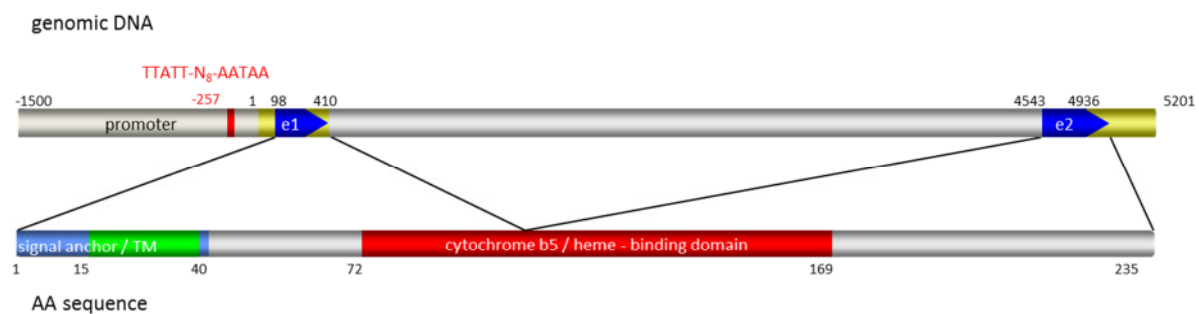 genomic DNA
TTATT-N₈-AATAA
-1500 -257 1 98 410 4543 4936 5201
promoter e1 e2
signal anchor / TM cytochrome b5 / heme - binding domain
1 15 40 72 169 235
AA sequence